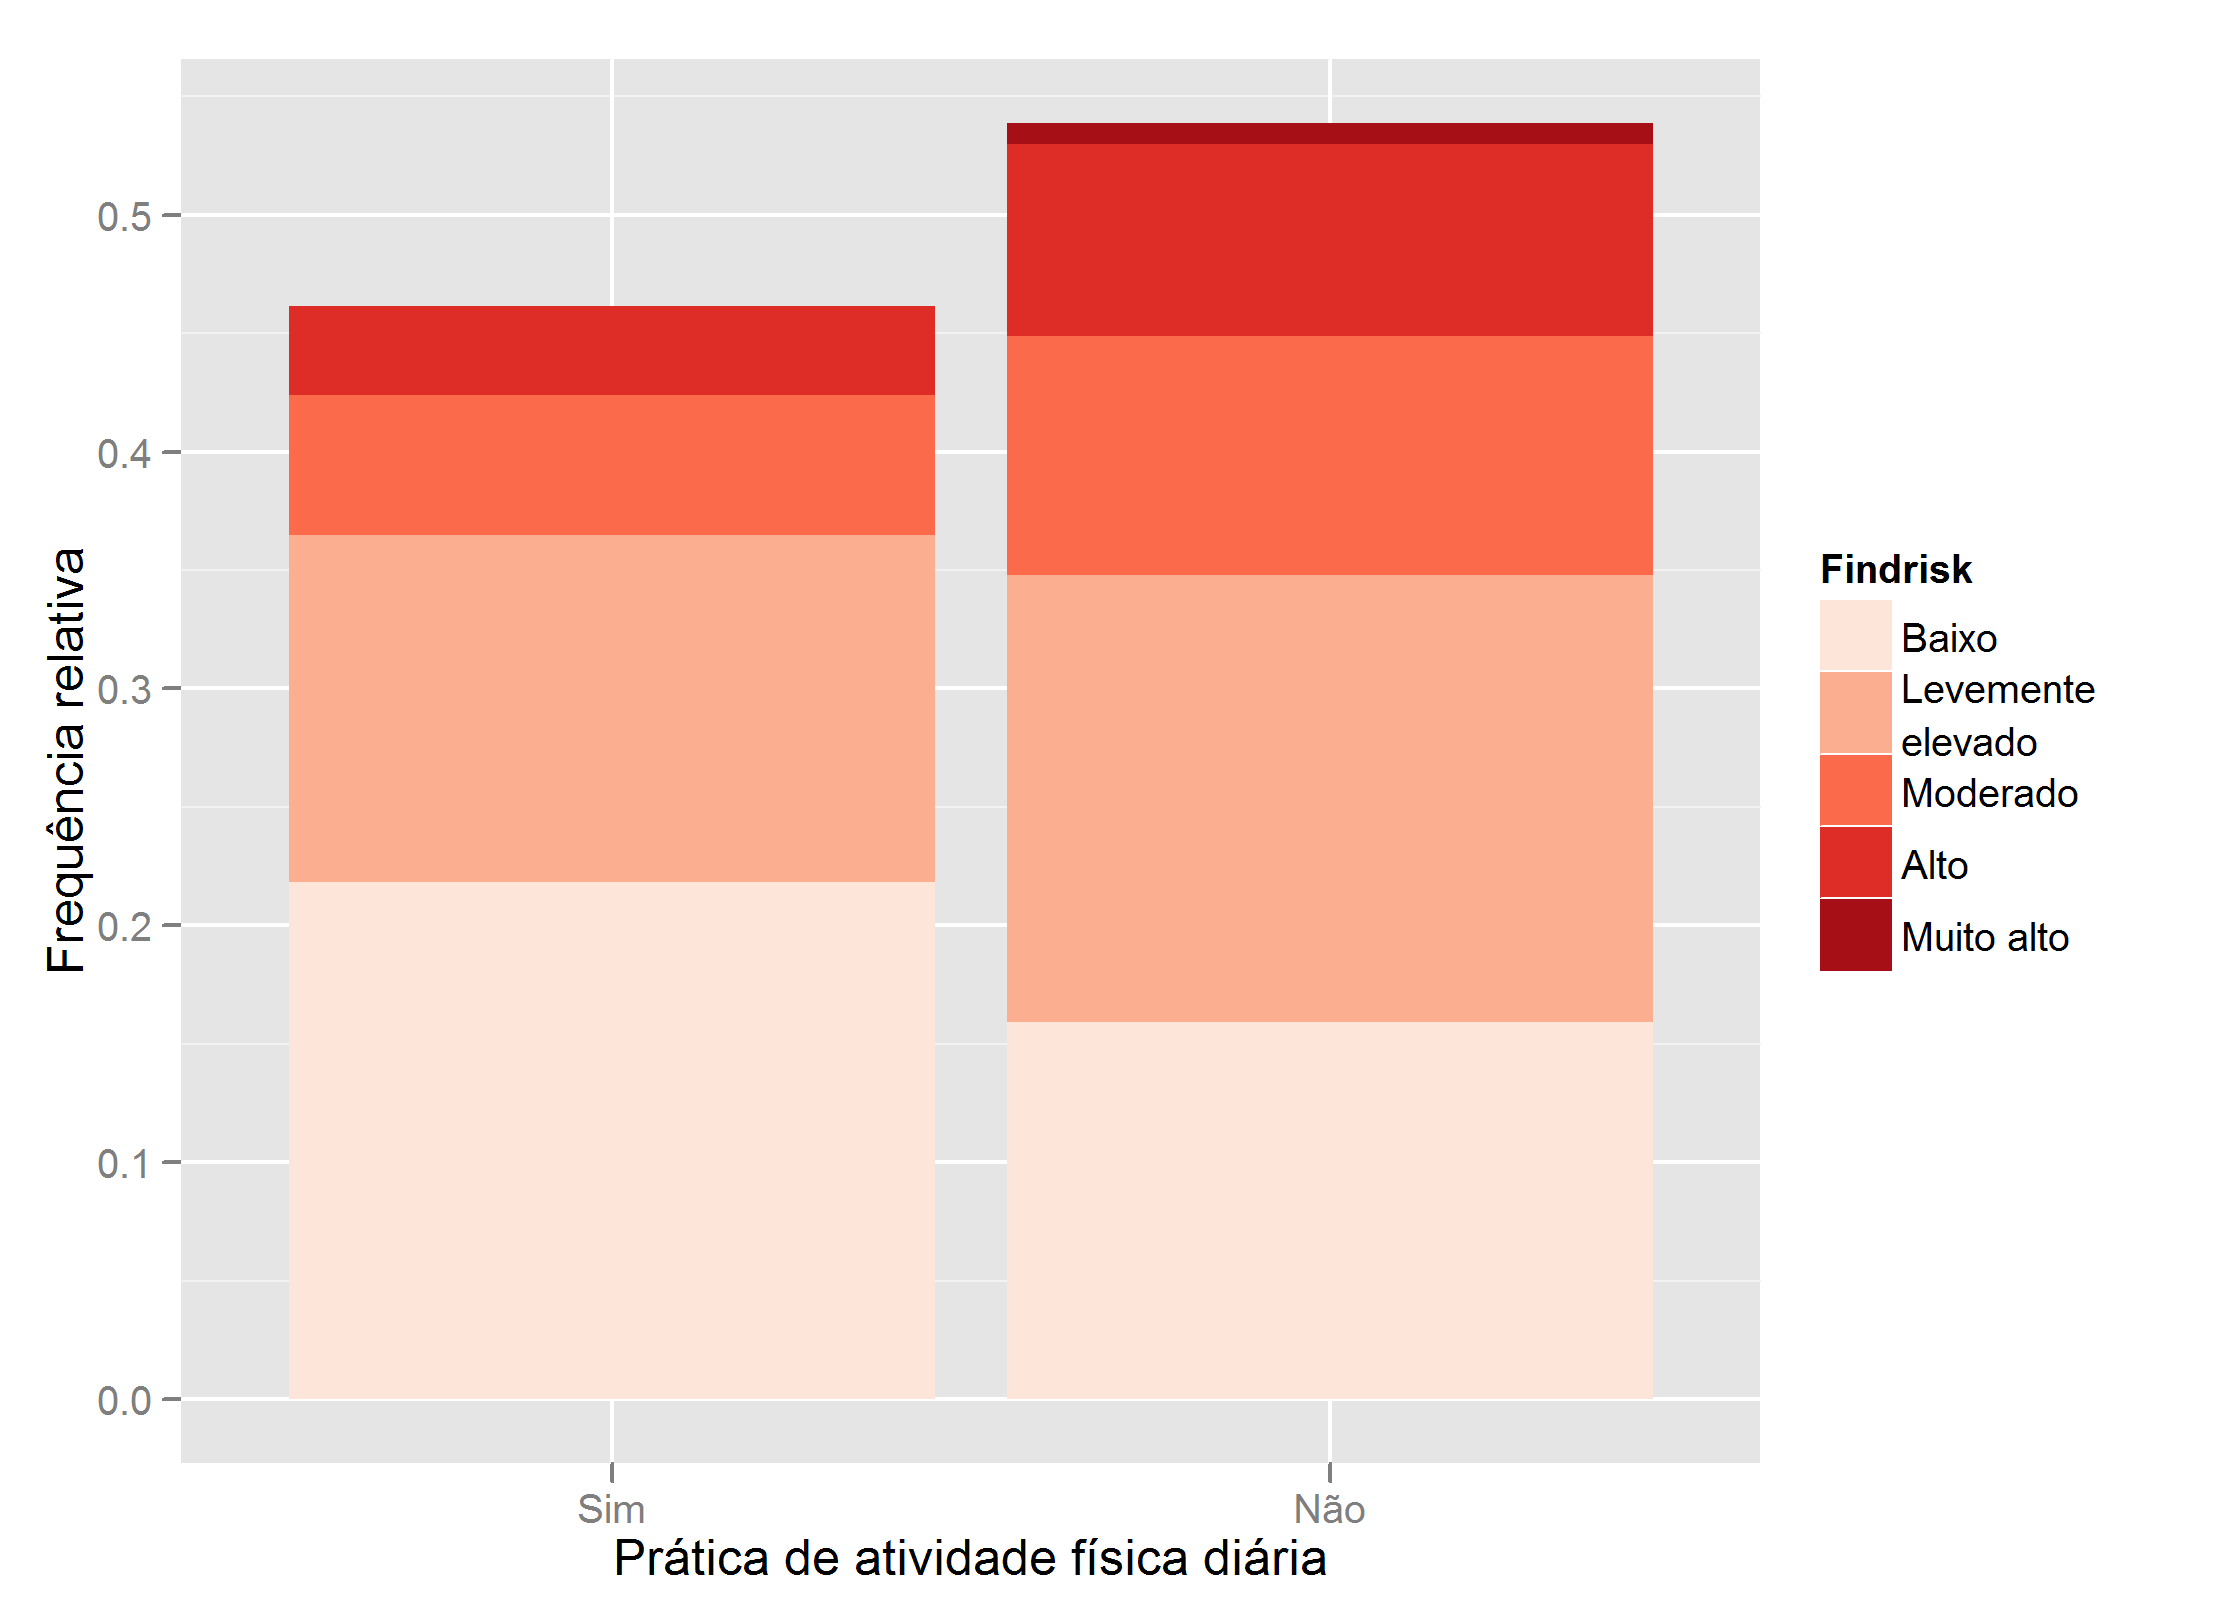 Frequência relativa
0.5
0.4
0.3
0.2
0.1
0.0
Sim
Não
Prática de atividade física diária
Findrisk
Baixo
Levemente
elevado
Moderado
Alto
Muito alto